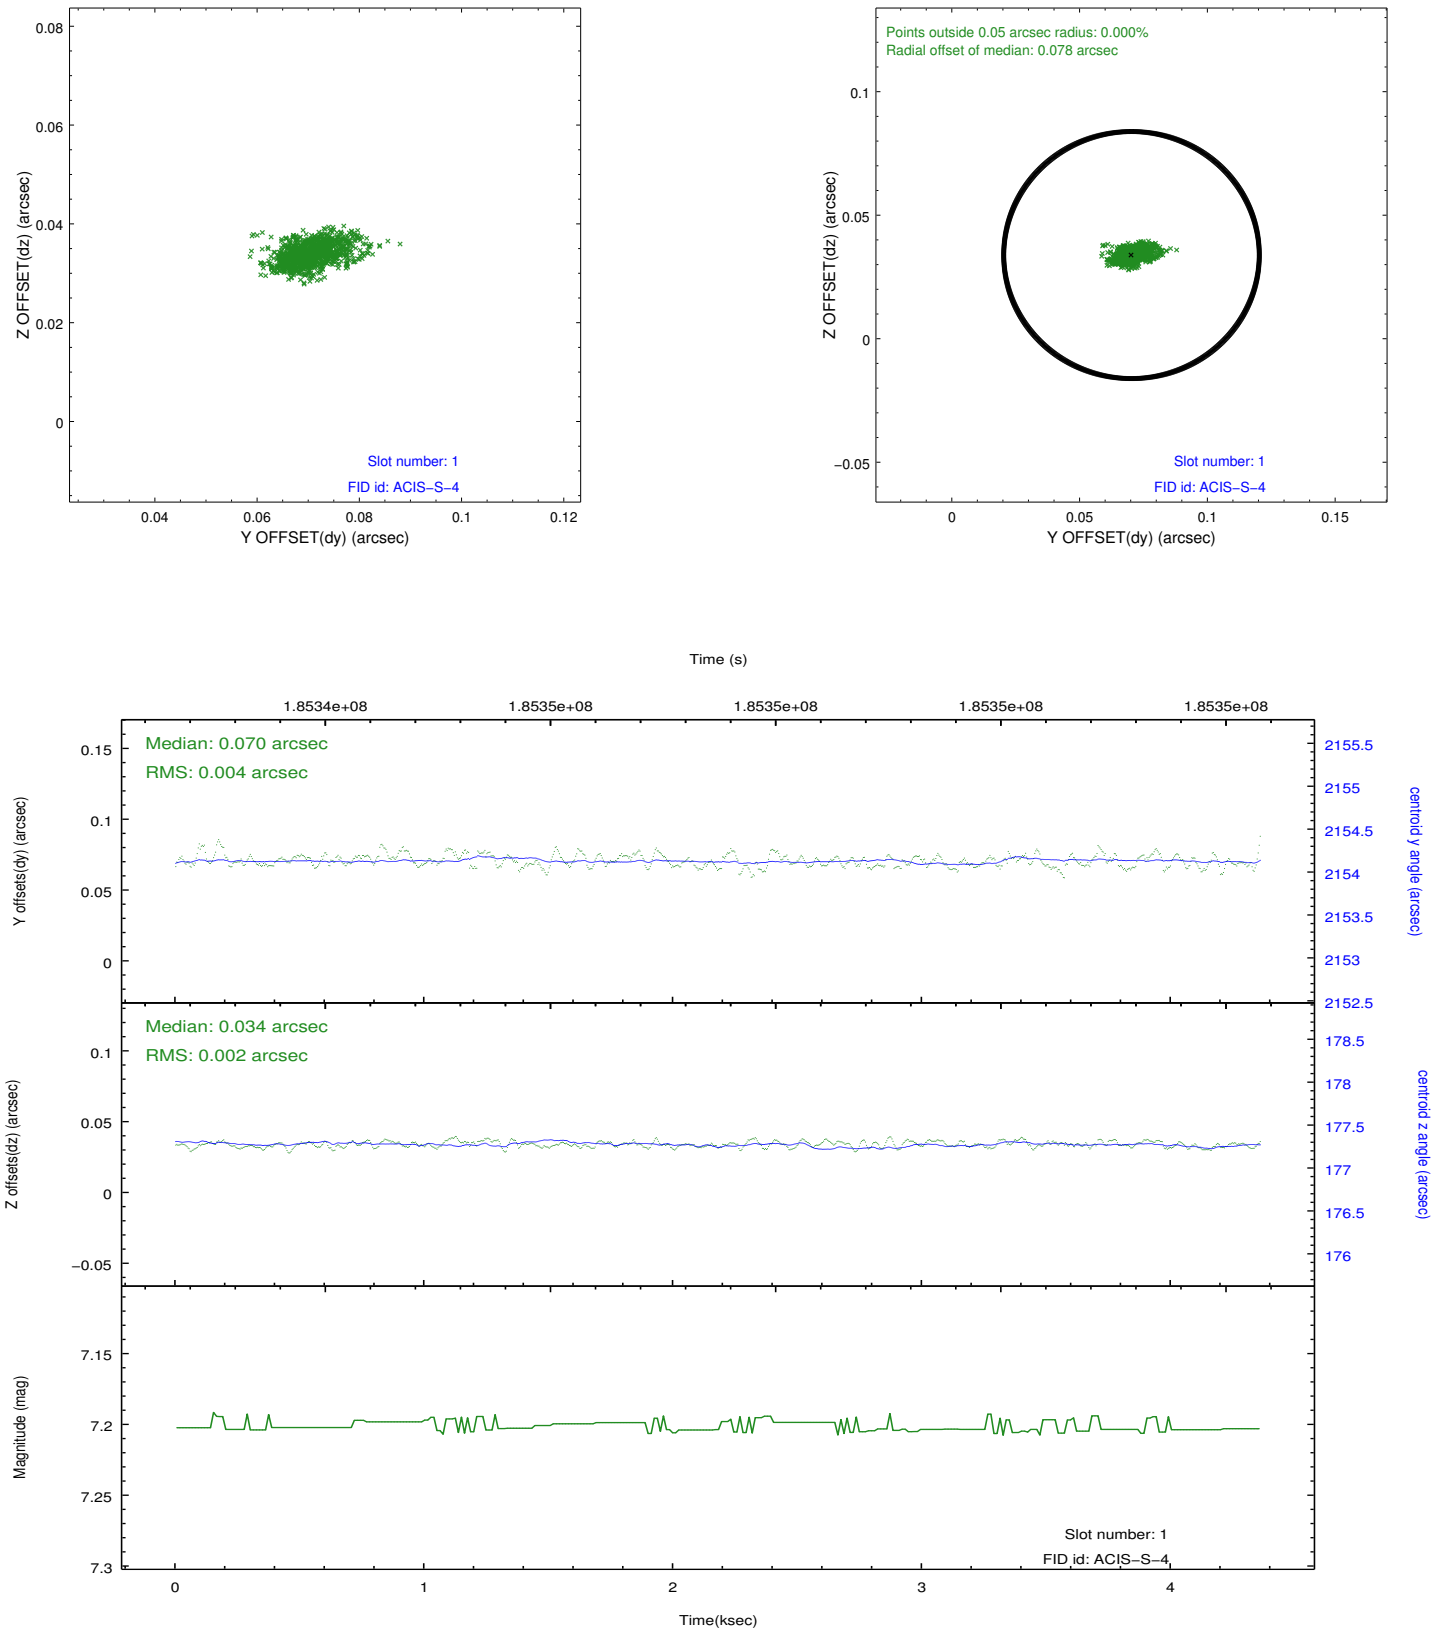 0.08
0.06
0.04
0.02
0
Z OFFSET(dz) (arcsec)
Slot number: 1
FID id: ACIS−S−4
0.04
0.06
0.08
0.1
0.12
Y OFFSET(dy) (arcsec)
Points outside 0.05 arcsec radius: 0.000%
Radial offset of median: 0.078 arcsec
0.1
0.05
0
−0.05
Z OFFSET(dz) (arcsec)
Slot number: 1
FID id: ACIS−S−4
0
0.05
0.1
0.15
Y OFFSET(dy) (arcsec)
Time (s)
1.8534e+08
1.8535e+08
1.8535e+08
1.8535e+08
1.8535e+08
Median: 0.070 arcsec
RMS: 0.004 arcsec
0.15
0.1
0.05
0
Y offsets(dy) (arcsec)
2155.5
2155
2154.5
2154
2153.5
2153
2152.5
centroid y angle (arcsec)
Median: 0.034 arcsec
RMS: 0.002 arcsec
0.1
0.05
0
−0.05
Z offsets(dz) (arcsec)
178.5
178
177.5
177
176.5
176
centroid z angle (arcsec)
7.15
7.2
7.25
7.3
Magnitude (mag)
Slot number: 1
FID id: ACIS−S−4
0
1
2
3
4
Time(ksec)